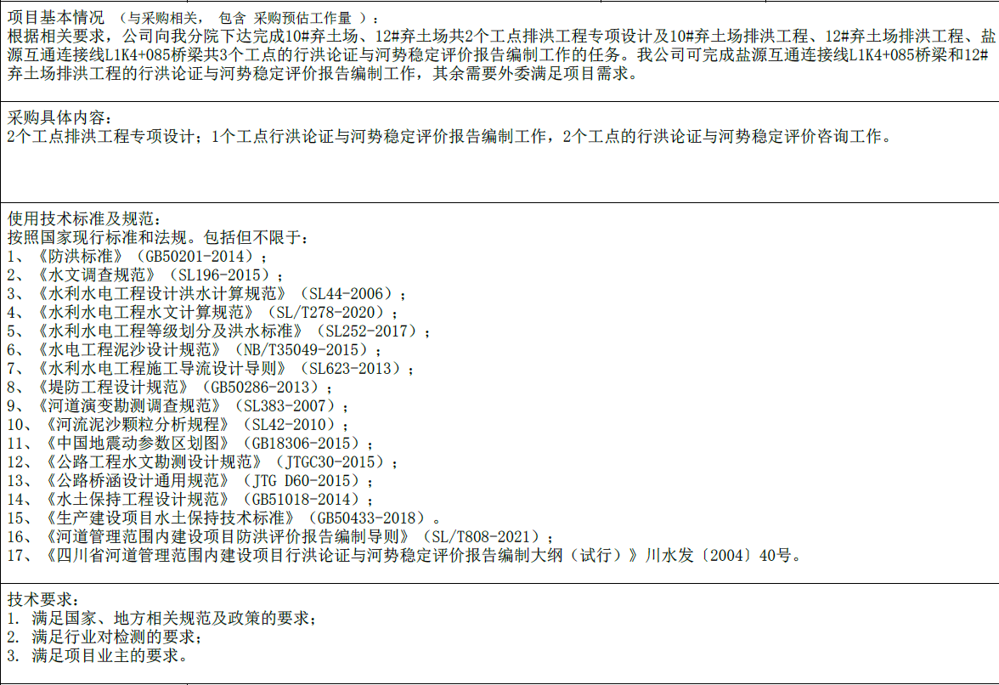 项目基本情况 （与采购相关， 包含 采购预估工作量 ）：
根据相关要求，公司向我分院下达完成10#弃土场、12#弃土场共2个工点排洪工程专项设计及10#弃土场排洪工程、12#弃土场排洪工程、盐
源互通连接线L1K4+085桥梁共3个工点的行洪论证与河势稳定评价报告编制工作的任务。我公司可完成盐源互通连接线L1K4+085桥梁和12#
弃土场排洪工程的行洪论证与河势稳定评价报告编制工作，其余需要外委满足项目需求。
采购具体内容：
2个工点排洪工程专项设计；1个工点行洪论证与河势稳定评价报告编制工作，2个工点的行洪论证与河势稳定评价咨询工作。
使用技术标准及规范：
按照国家现行标准和法规。包括但不限于：
1、《防洪标准》（GB50201-2014）；
2、《水文调查规范》（SL196-2015）；
3、《水利水电工程设计洪水计算规范》（SL44-2006）；
4、《水利水电工程水文计算规范》（SL/T278-2020）；
5、《水利水电工程等级划分及洪水标准》（SL252-2017）；
6、《水电工程泥沙设计规范》（NB/T35049-2015）；
7、《水利水电工程施工导流设计导则》（SL623-2013）；
8、《堤防工程设计规范》（GB50286-2013）；
9、《河道演变勘测调查规范》（SL383-2007）；
10、《河流泥沙颗粒分析规程》（SL42-2010）；
11、《中国地震动参数区划图》（GB18306-2015）；
12、《公路工程水文勘测设计规范》（JTGC30-2015）；
13、《公路桥涵设计通用规范》（JTG D60-2015）；
14、《水土保持工程设计规范》（GB51018-2014）；
15、《生产建设项目水土保持技术标准》（GB50433-2018）。
16、《河道管理范围内建设项目防洪评价报告编制导则》（SL/T808-2021）；
17、《四川省河道管理范围内建设项目行洪论证与河势稳定评价报告编制大纲（试行）》川水发〔2004〕40号。
技术要求：
1. 满足国家、地方相关规范及政策的要求；
2. 满足行业对检测的要求；
3. 满足项目业主的要求。